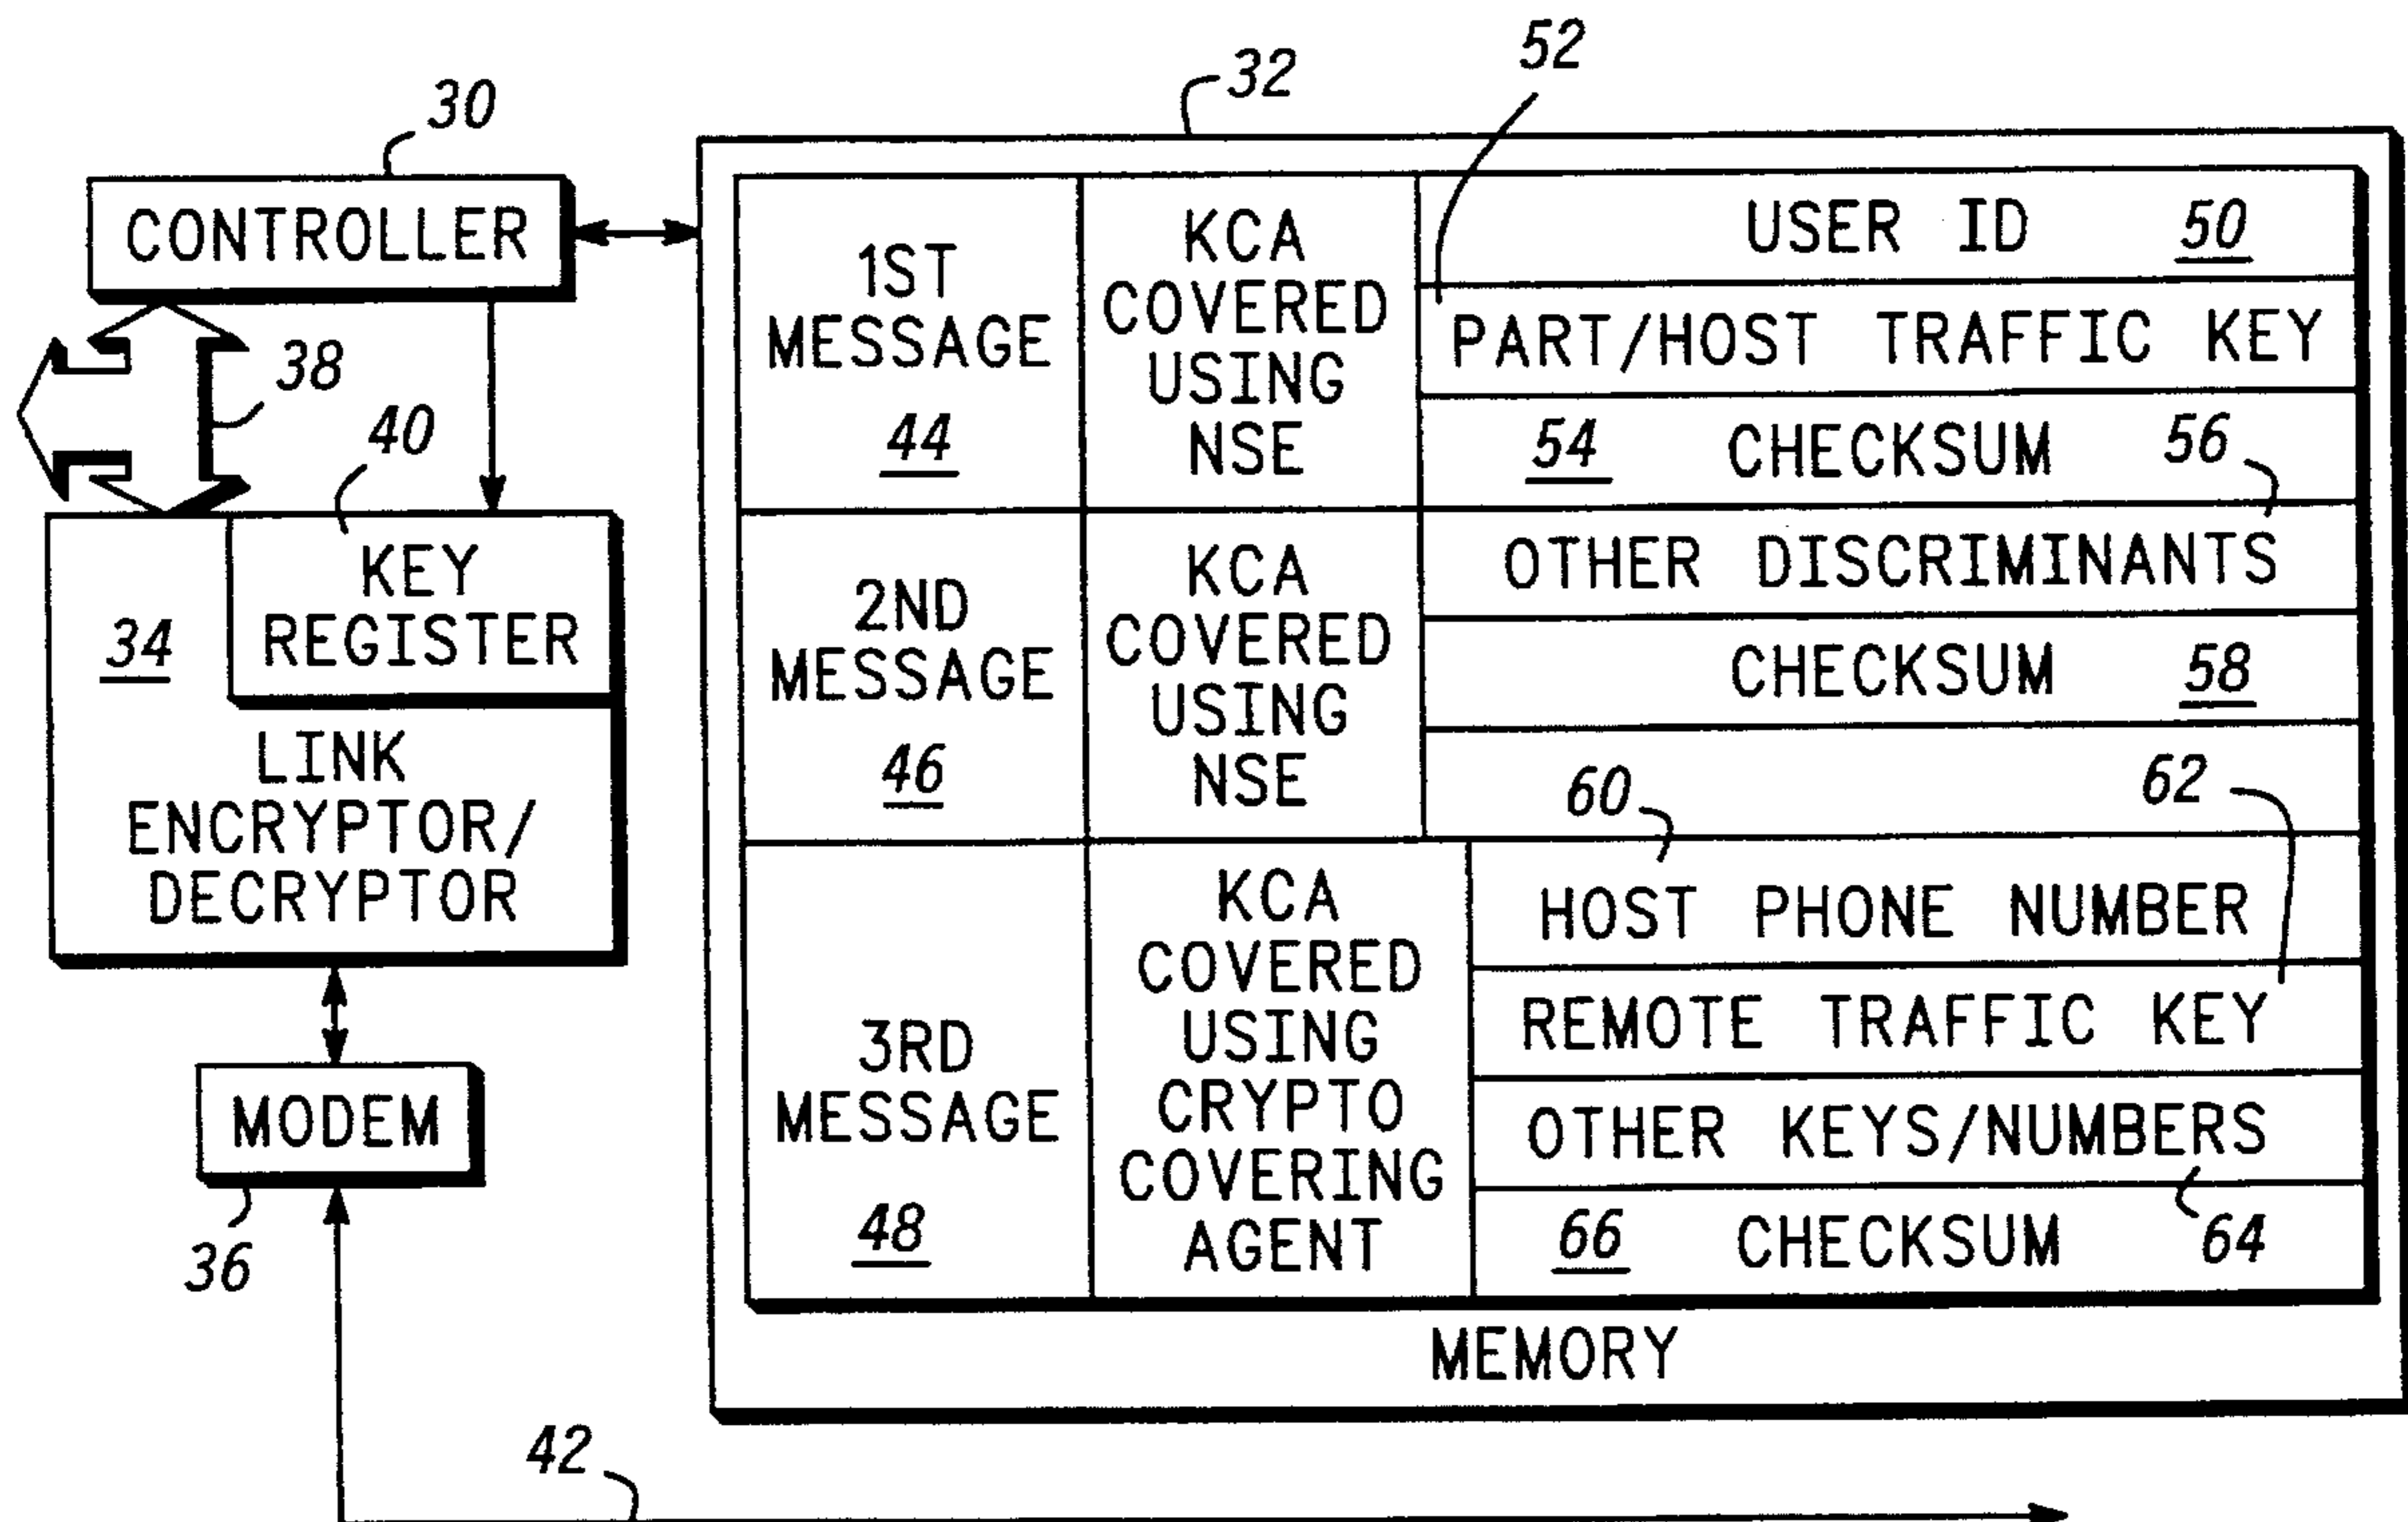 30
CONTROLLER
38
40
KEY
REGISTER
34
LINK
ENCRYPTOR/
DECRYPTOR
MODEM
36
42
32
52
1ST
MESSAGE
44
KCA
COVERED
USING
NSE
USER ID 50
PART/HOST TRAFFIC KEY
54 CHECKSUM 56
2ND
MESSAGE
46
KCA
COVERED
USING
NSE
OTHER DISCRIMINANTS
CHECKSUM 58
60
62
3RD
MESSAGE
48
KCA
COVERED
USING
CRYPTO
COVERING
AGENT
HOST PHONE NUMBER
REMOTE TRAFFIC KEY
OTHER KEYS/NUMBERS
66 CHECKSUM 64
MEMORY